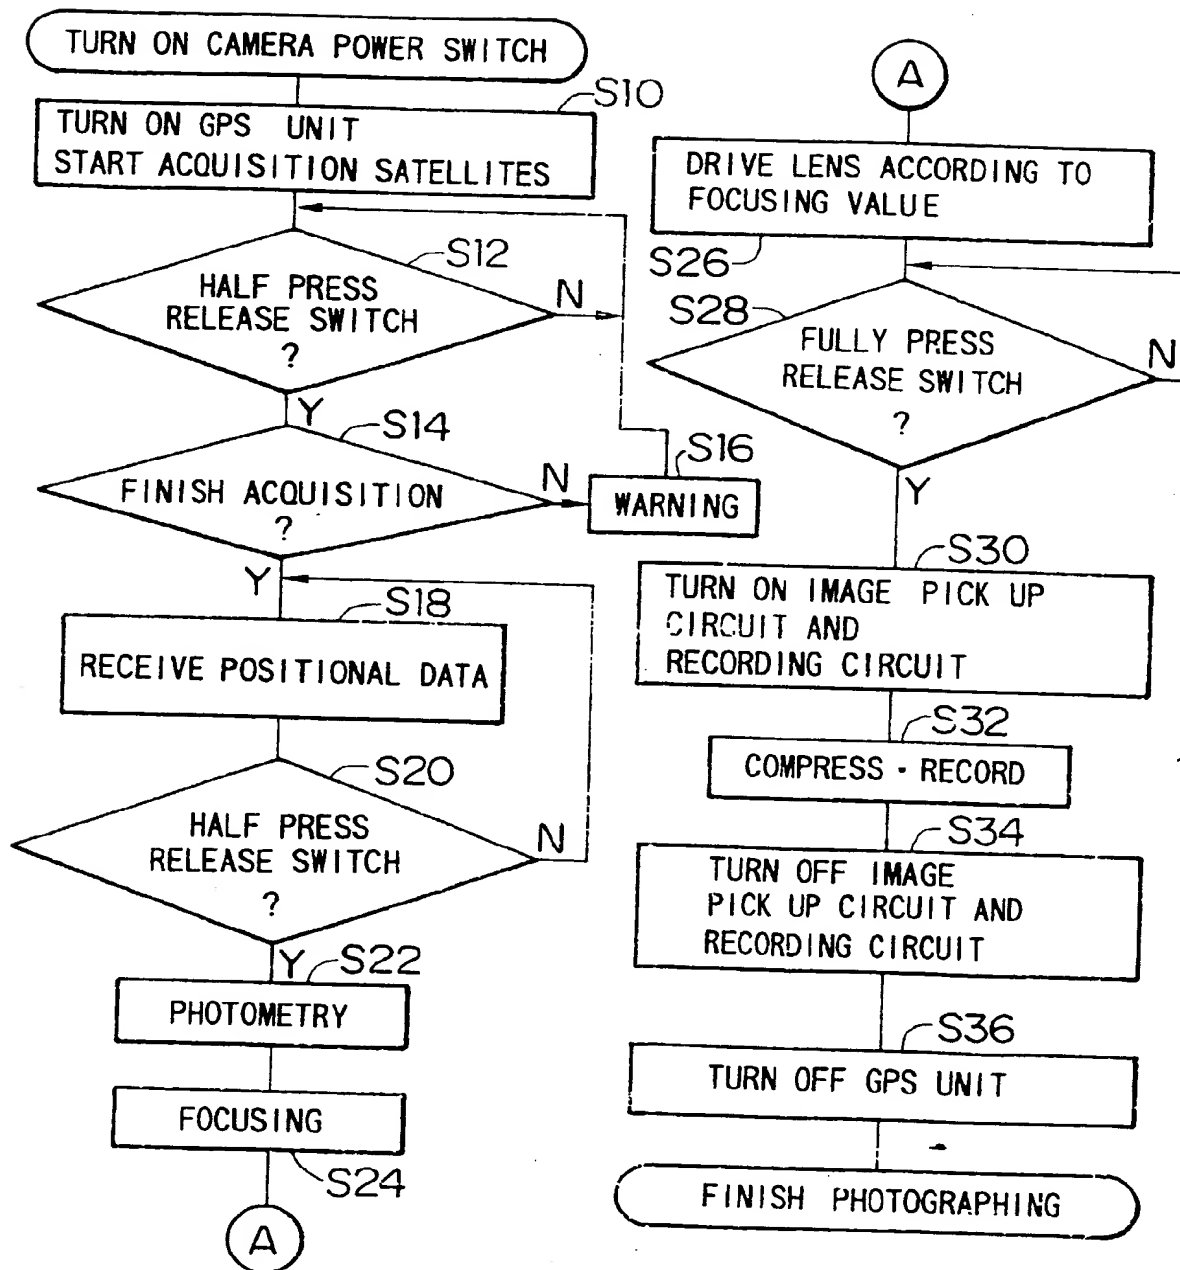 TURN ON CAMERA POWER SWITCH
S10
TURN ON GPS UNIT
START ACQUISITION SATELLITES
S12
HALF PRESS
RELEASE SWITCH
?
N
Y
S14
FINISH ACQUISITION
?
N
S16
WARNING
Y
S18
RECEIVE POSITIONAL DATA
S20
HALF PRESS
RELEASE SWITCH
?
N
Y
S22
PHOTOMETRY
FOCUSING
S24
A
A
DRIVE LENS ACCORDING TO
FOCUSING VALUE
S26
S28
FULLY PRESS
RELEASE SWITCH
?
N
Y
S30
TURN ON IMAGE PICK UP
CIRCUIT AND
RECORDING CIRCUIT
S32
COMPRESS · RECORD
S34
TURN OFF IMAGE
PICK UP CIRCUIT AND
RECORDING CIRCUIT
S36
TURN OFF GPS UNIT
FINISH PHOTOGRAPHING